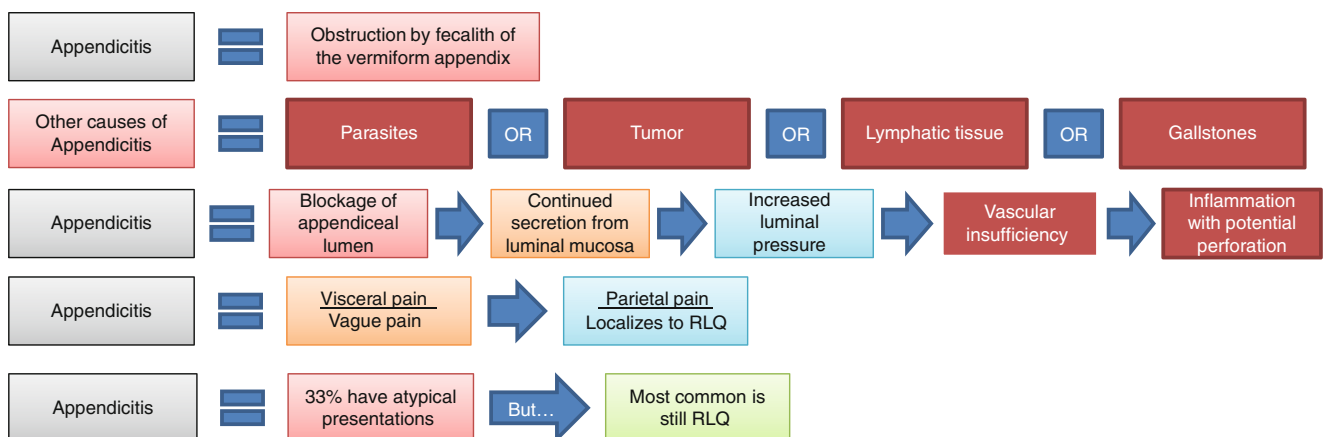 Appendicitis
Obstruction by fecalith of
the vermiform appendix
Other causes of
Appendicitis
Parasites
OR
Tumor
OR
Lymphatic tissue
OR
Gallstones
Appendicitis
Blockage of
appendiceal
lumen
Continued
secretion from
luminal mucosa
Increased
luminal
pressure
Vascular
insufficiency
Inflammation
with potential
perforation
Appendicitis
Visceral pain
Vague pain
Parietal pain
Localizes to RLQ
Appendicitis
33% have atypical
presentations
But…
Most common is
still RLQ